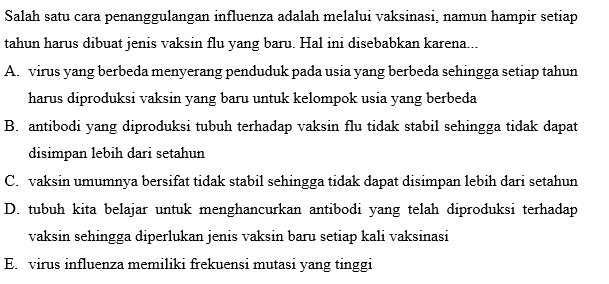 Salah satu cara penanggulangan influenza adalah melalui vaksinasi, namun hampir setiap
tahun harus dibuat jenis vaksin flu yang baru. Hal ini disebabkan karena...
A. virus yang berbeda menyerang penduduk pada usia yang berbeda sehingga setiap tahun
harus diproduksi vaksin yang baru untuk kelompok usia yang berbeda
B. antibodi yang diproduksi tubuh terhadap vaksin flu tidak stabil sehingga tidak dapat
disimpan lebih dari setahun
C. vaksin umumnya bersifat tidak stabil sehingga tidak dapat disimpan lebih dari setahun
D. tubuh kita belajar untuk menghancurkan antibodi yang telah diproduksi terhadap
vaksin sehingga diperlukan jenis vaksin baru setiap kali vaksinasi
E. virus influenza memiliki frekuensi mutasi yang tinggi